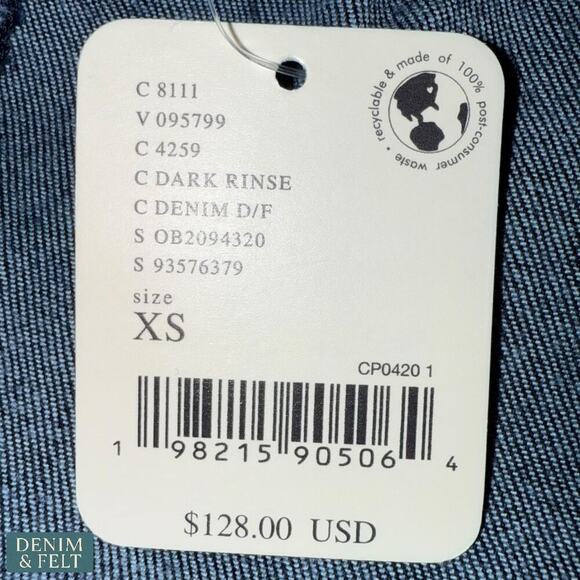 C 8111
V 095799
C 4259
C DARK RINSE
C DENIM D/F
S OB2094320
S 93576379
size
XS
recyclable & made of 100% post-consumer waste •
CP0420 1
1 98215 90506 4
$128.00 USD
DENIM
& FELT